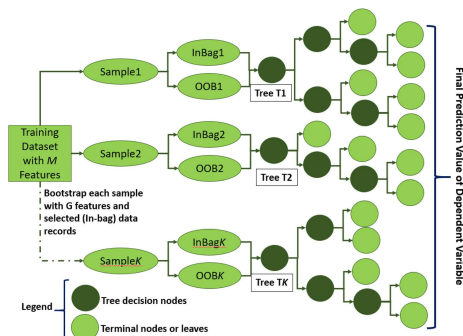 Training
Dataset
with M
Features
Sample1
InBag1
OOB1
Tree T1
Sample2
InBag2
OOB2
Tree T2
Bootstrap each sample
with G features and
selected (In-bag) data
records
SampleK
InBagK
OOBK
Tree TK
Final Prediction Value of Dependent Variable
Legend
Tree decision nodes
Terminal nodes or leaves